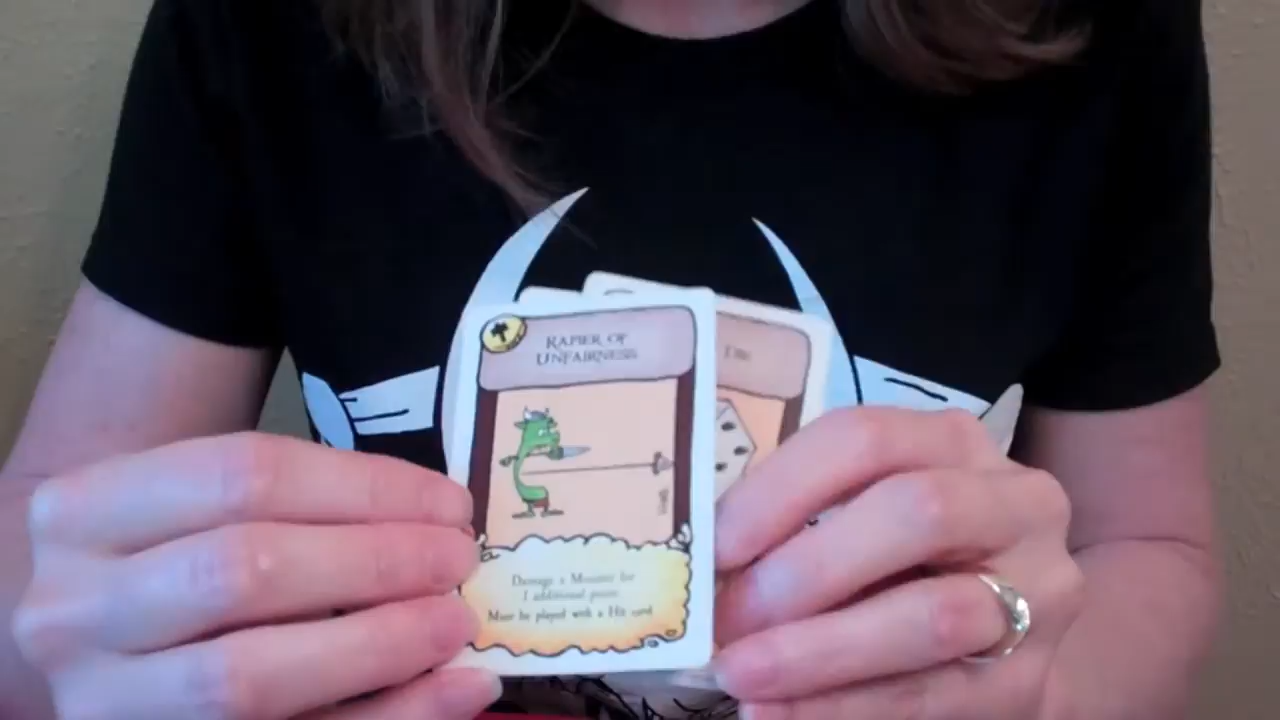 RAPIER OF
UNFAIRNESS
Damage a Monster for
1 additional point.
Must be played with a Hit card